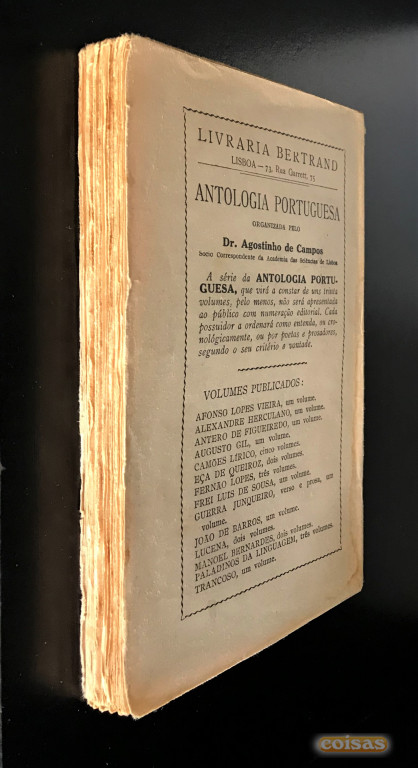 LIVRARIA BERTRAND
LISBOA — 73, Rua Garrett, 75
ANTOLOGIA PORTUGUESA
ORGANIZADA PELO
Dr. Agostinho de Campos
Socio Correspondente da Academia das Sciências de Lisboa
A série da ANTOLOGIA PORTU-
GUESA, que virá a constar de uns trinta
volumes, pelo menos, não será apresentada
ao público com numeração editorial. Cada
possuidor a ordenará como entenda, ou cro-
nológicamente, ou por poetas e prosadores,
segundo o seu critério e vontade.
VOLUMES PUBLICADOS:
AFONSO LOPES VIEIRA, um volume.
ALEXANDRE HERCULANO, um volume.
ANTERO DE FIGUEIREDO, um volume.
AUGUSTO GIL, um volume.
CAMÕES LÍRICO, cinco volumes.
EÇA DE QUEIROZ, dois volumes.
FERNÃO LOPES, três volumes.
FREI LUIS DE SOUSA, um volume.
GUERRA JUNQUEIRO, verso e prosa, um
volume.
JOÃO DE BARROS, um volume.
LUCENA, dois volumes.
MANOEL BERNARDES, dois volumes.
PALADINOS DA LINGUAGEM, três volumes.
TRANCOSO, um volume.
coisas